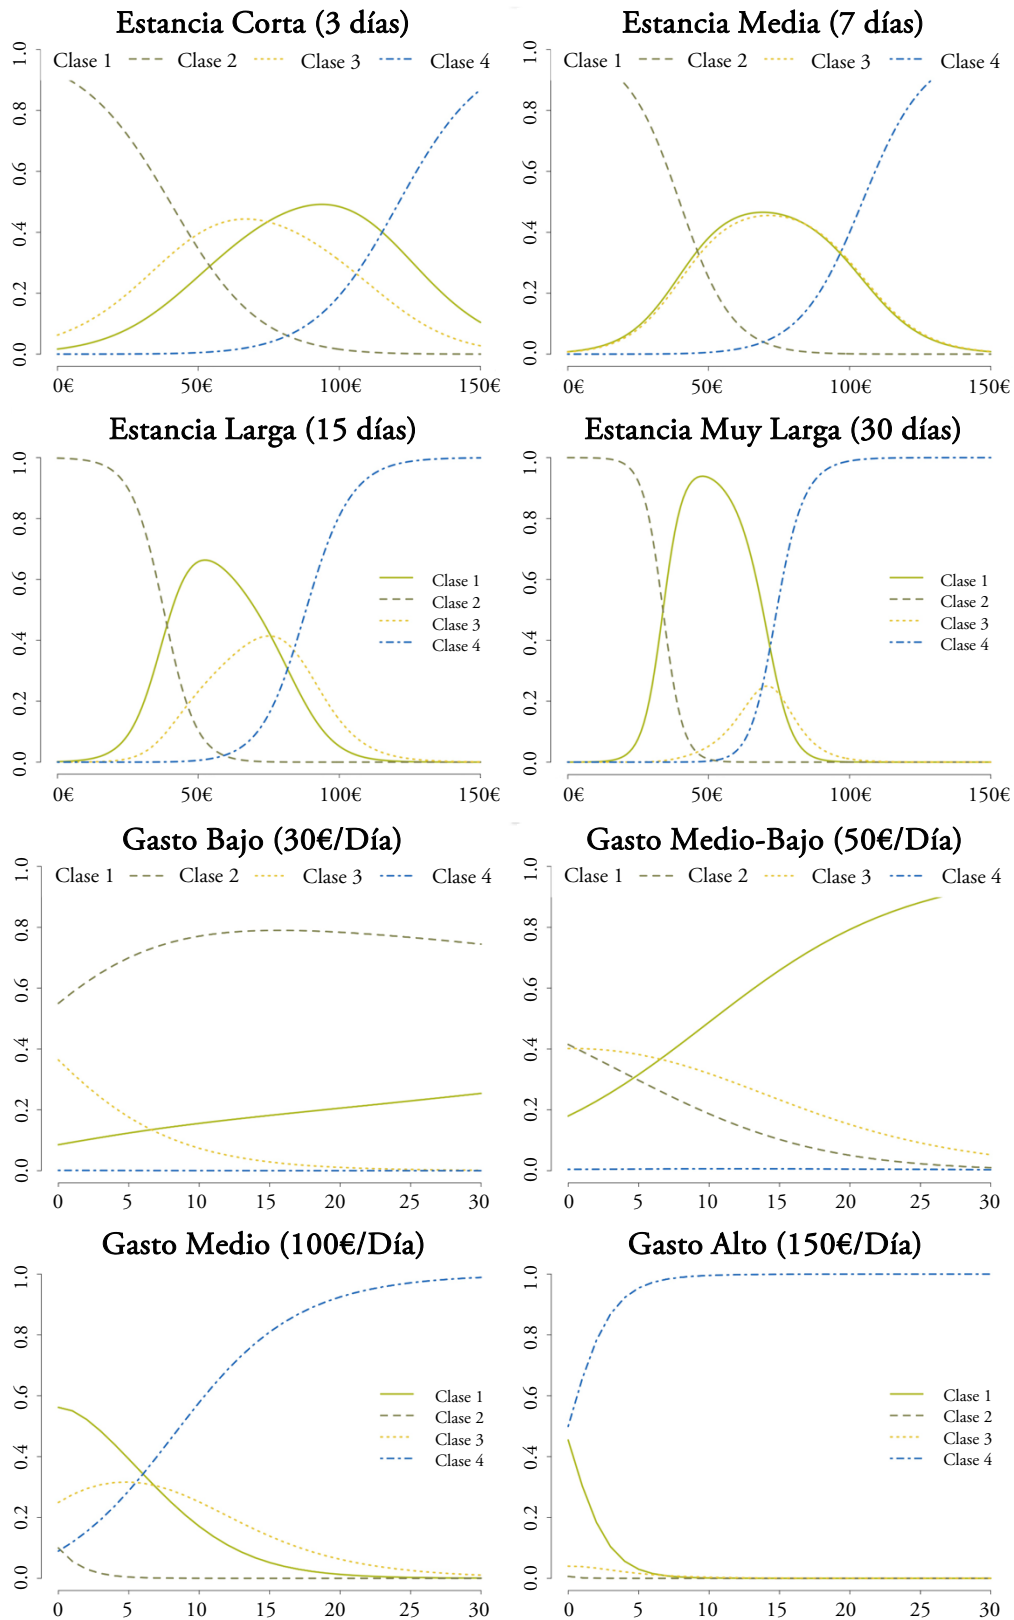 Estancia Corta (3 días)
Clase 1 Clase 2 Clase 3 Clase 4
1.0
0.8
0.6
0.4
0.2
0.0
0€ 50€ 100€ 150€
Estancia Media (7 días)
Clase 1 Clase 2 Clase 3 Clase 4
1.0
0.8
0.6
0.4
0.2
0.0
0€ 50€ 100€ 150€
Estancia Larga (15 días)
1.0
0.8
0.6
0.4
0.2
0.0
Clase 1
Clase 2
Clase 3
Clase 4
0€ 50€ 100€ 150€
Estancia Muy Larga (30 días)
1.0
0.8
0.6
0.4
0.2
0.0
Clase 1
Clase 2
Clase 3
Clase 4
0€ 50€ 100€ 150€
Gasto Bajo (30€/Día)
Clase 1 Clase 2 Clase 3 Clase 4
1.0
0.8
0.6
0.4
0.2
0.0
0 5 10 15 20 25 30
Gasto Medio-Bajo (50€/Día)
Clase 1 Clase 2 Clase 3 Clase 4
1.0
0.8
0.6
0.4
0.2
0.0
0 5 10 15 20 25 30
Gasto Medio (100€/Día)
1.0
0.8
0.6
0.4
0.2
0.0
Clase 1
Clase 2
Clase 3
Clase 4
0 5 10 15 20 25 30
Gasto Alto (150€/Día)
1.0
0.8
0.6
0.4
0.2
0.0
Clase 1
Clase 2
Clase 3
Clase 4
0 5 10 15 20 25 30